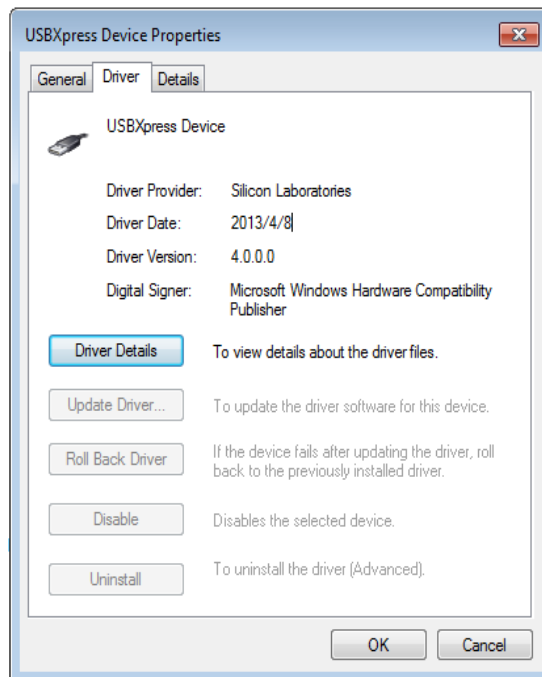 USBXpress Device Properties
General Driver Details
USBXpress Device
Driver Provider: Silicon Laboratories
Driver Date: 2013/4/8
Driver Version: 4.0.0.0
Digital Signer: Microsoft Windows Hardware Compatibility
Publisher
Driver Details To view details about the driver files.
Update Driver... To update the driver software for this device.
Roll Back Driver If the device fails after updating the driver, roll
back to the previously installed driver.
Disable Disables the selected device.
Uninstall To uninstall the driver (Advanced).
OK Cancel